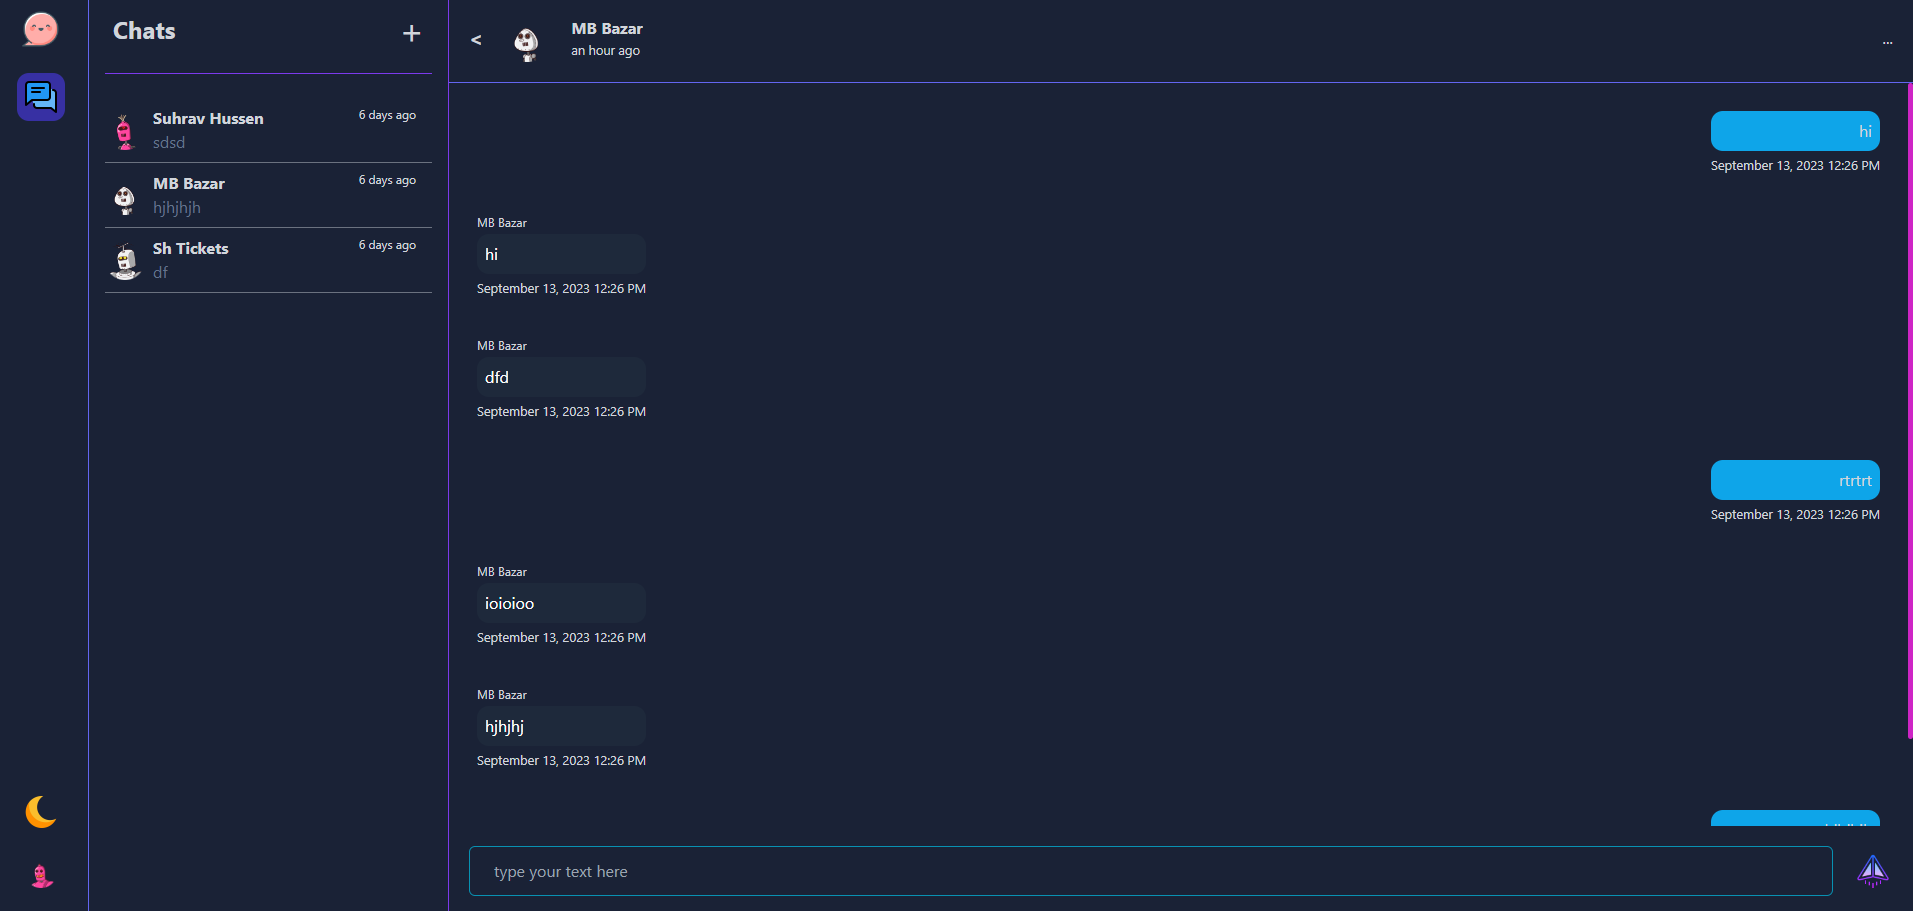 Chats
+
Suhrav Hussen
6 days ago
sdsd
MB Bazar
6 days ago
hjhjhjh
Sh Tickets
6 days ago
df
<
MB Bazar
an hour ago
...
hi
September 13, 2023 12:26 PM
MB Bazar
hi
September 13, 2023 12:26 PM
MB Bazar
dfd
September 13, 2023 12:26 PM
rtrtrt
September 13, 2023 12:26 PM
MB Bazar
ioioioo
September 13, 2023 12:26 PM
MB Bazar
hjhjhj
September 13, 2023 12:26 PM
type your text here